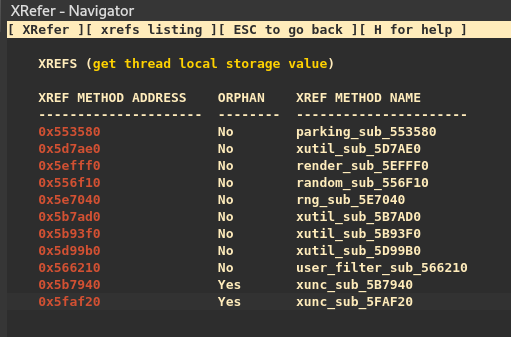 XRefer - Navigator
[ XRefer ][ xrefs listing ][ ESC to go back ][ H for help ]
XREFS (get thread local storage value)
XREF METHOD ADDRESS ORPHAN XREF METHOD NAME
--------------------- -------- ----------------------
0x553580 No parking_sub_553580
0x5d7ae0 No xutil_sub_5D7AE0
0x5efff0 No render_sub_5EFFF0
0x556f10 No random_sub_556F10
0x5e7040 No rng_sub_5E7040
0x5b7ad0 No xutil_sub_5B7AD0
0x5b93f0 No xutil_sub_5B93F0
0x5d99b0 No xutil_sub_5D99B0
0x566210 No user_filter_sub_566210
0x5b7940 Yes xunc_sub_5B7940
0x5faf20 Yes xunc_sub_5FAF20